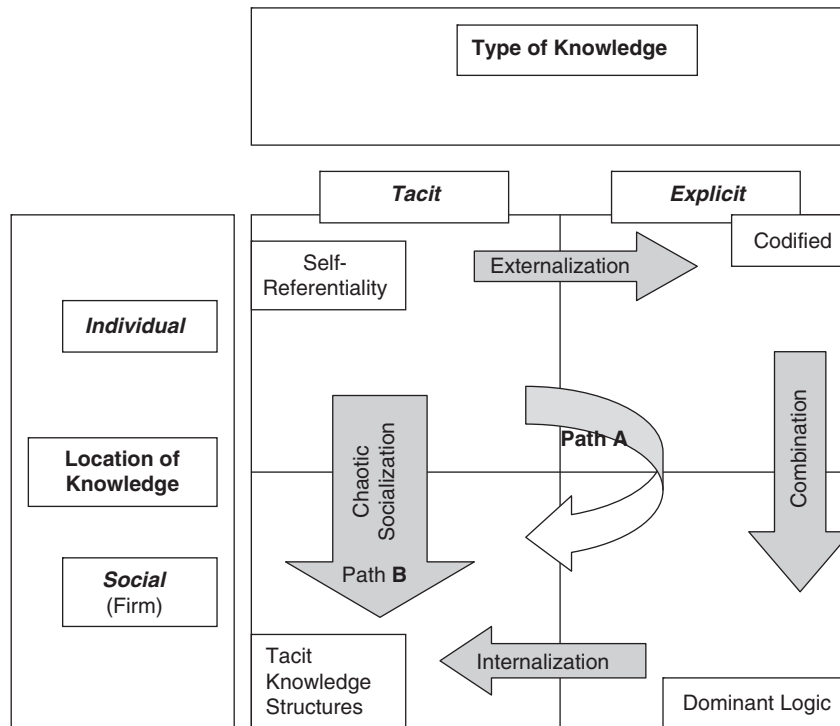 Type of Knowledge
Tacit
Explicit
Self-
Referentiality
Externalization
Codified
Individual
Location of
Knowledge
Chaotic
Socialization
Path A
Combination
Social
(Firm)
Path B
Tacit
Knowledge
Structures
Internalization
Dominant Logic